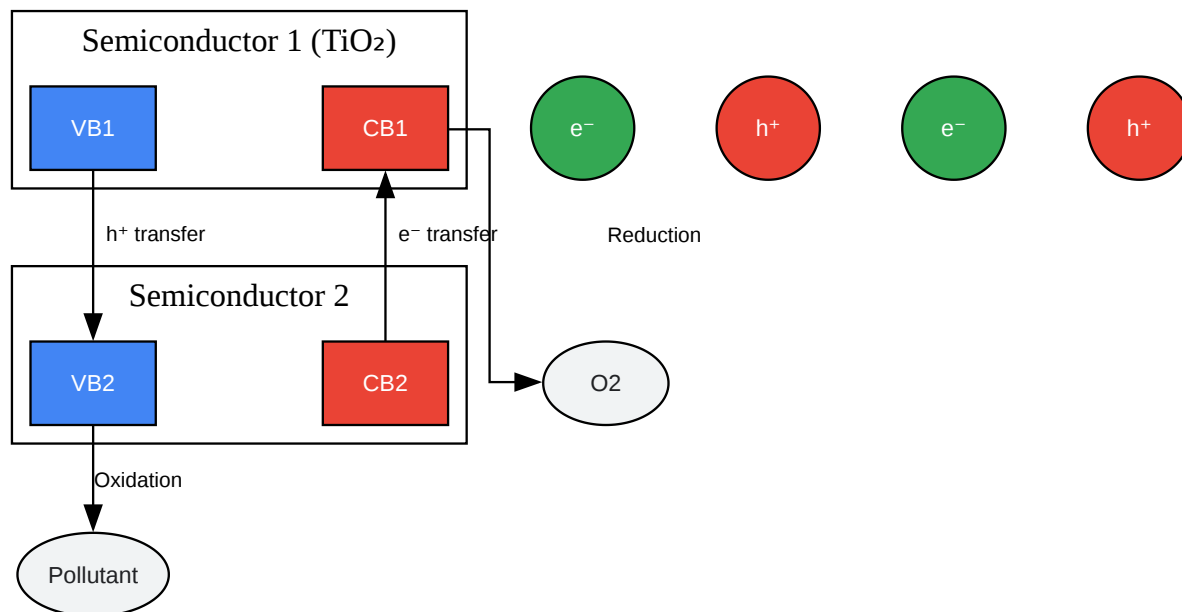 Semiconductor 1 (TiO₂)
VB1
CB1
e⁻
h⁺
e⁻
h⁺
h⁺ transfer
e⁻ transfer
Reduction
Semiconductor 2
VB2
CB2
O2
Oxidation
Pollutant